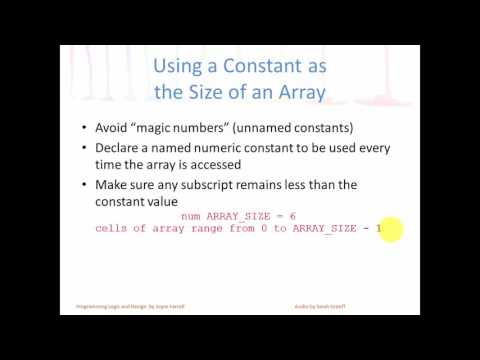 Using a Constant as
the Size of an Array
• Avoid “magic numbers” (unnamed constants)
• Declare a named numeric constant to be used every
time the array is accessed
• Make sure any subscript remains less than the
constant value
num ARRAY_SIZE = 6
cells of array range from 0 to ARRAY_SIZE - 1
Programming Logic and Design by Joyce Farrell
Audio by Sarah